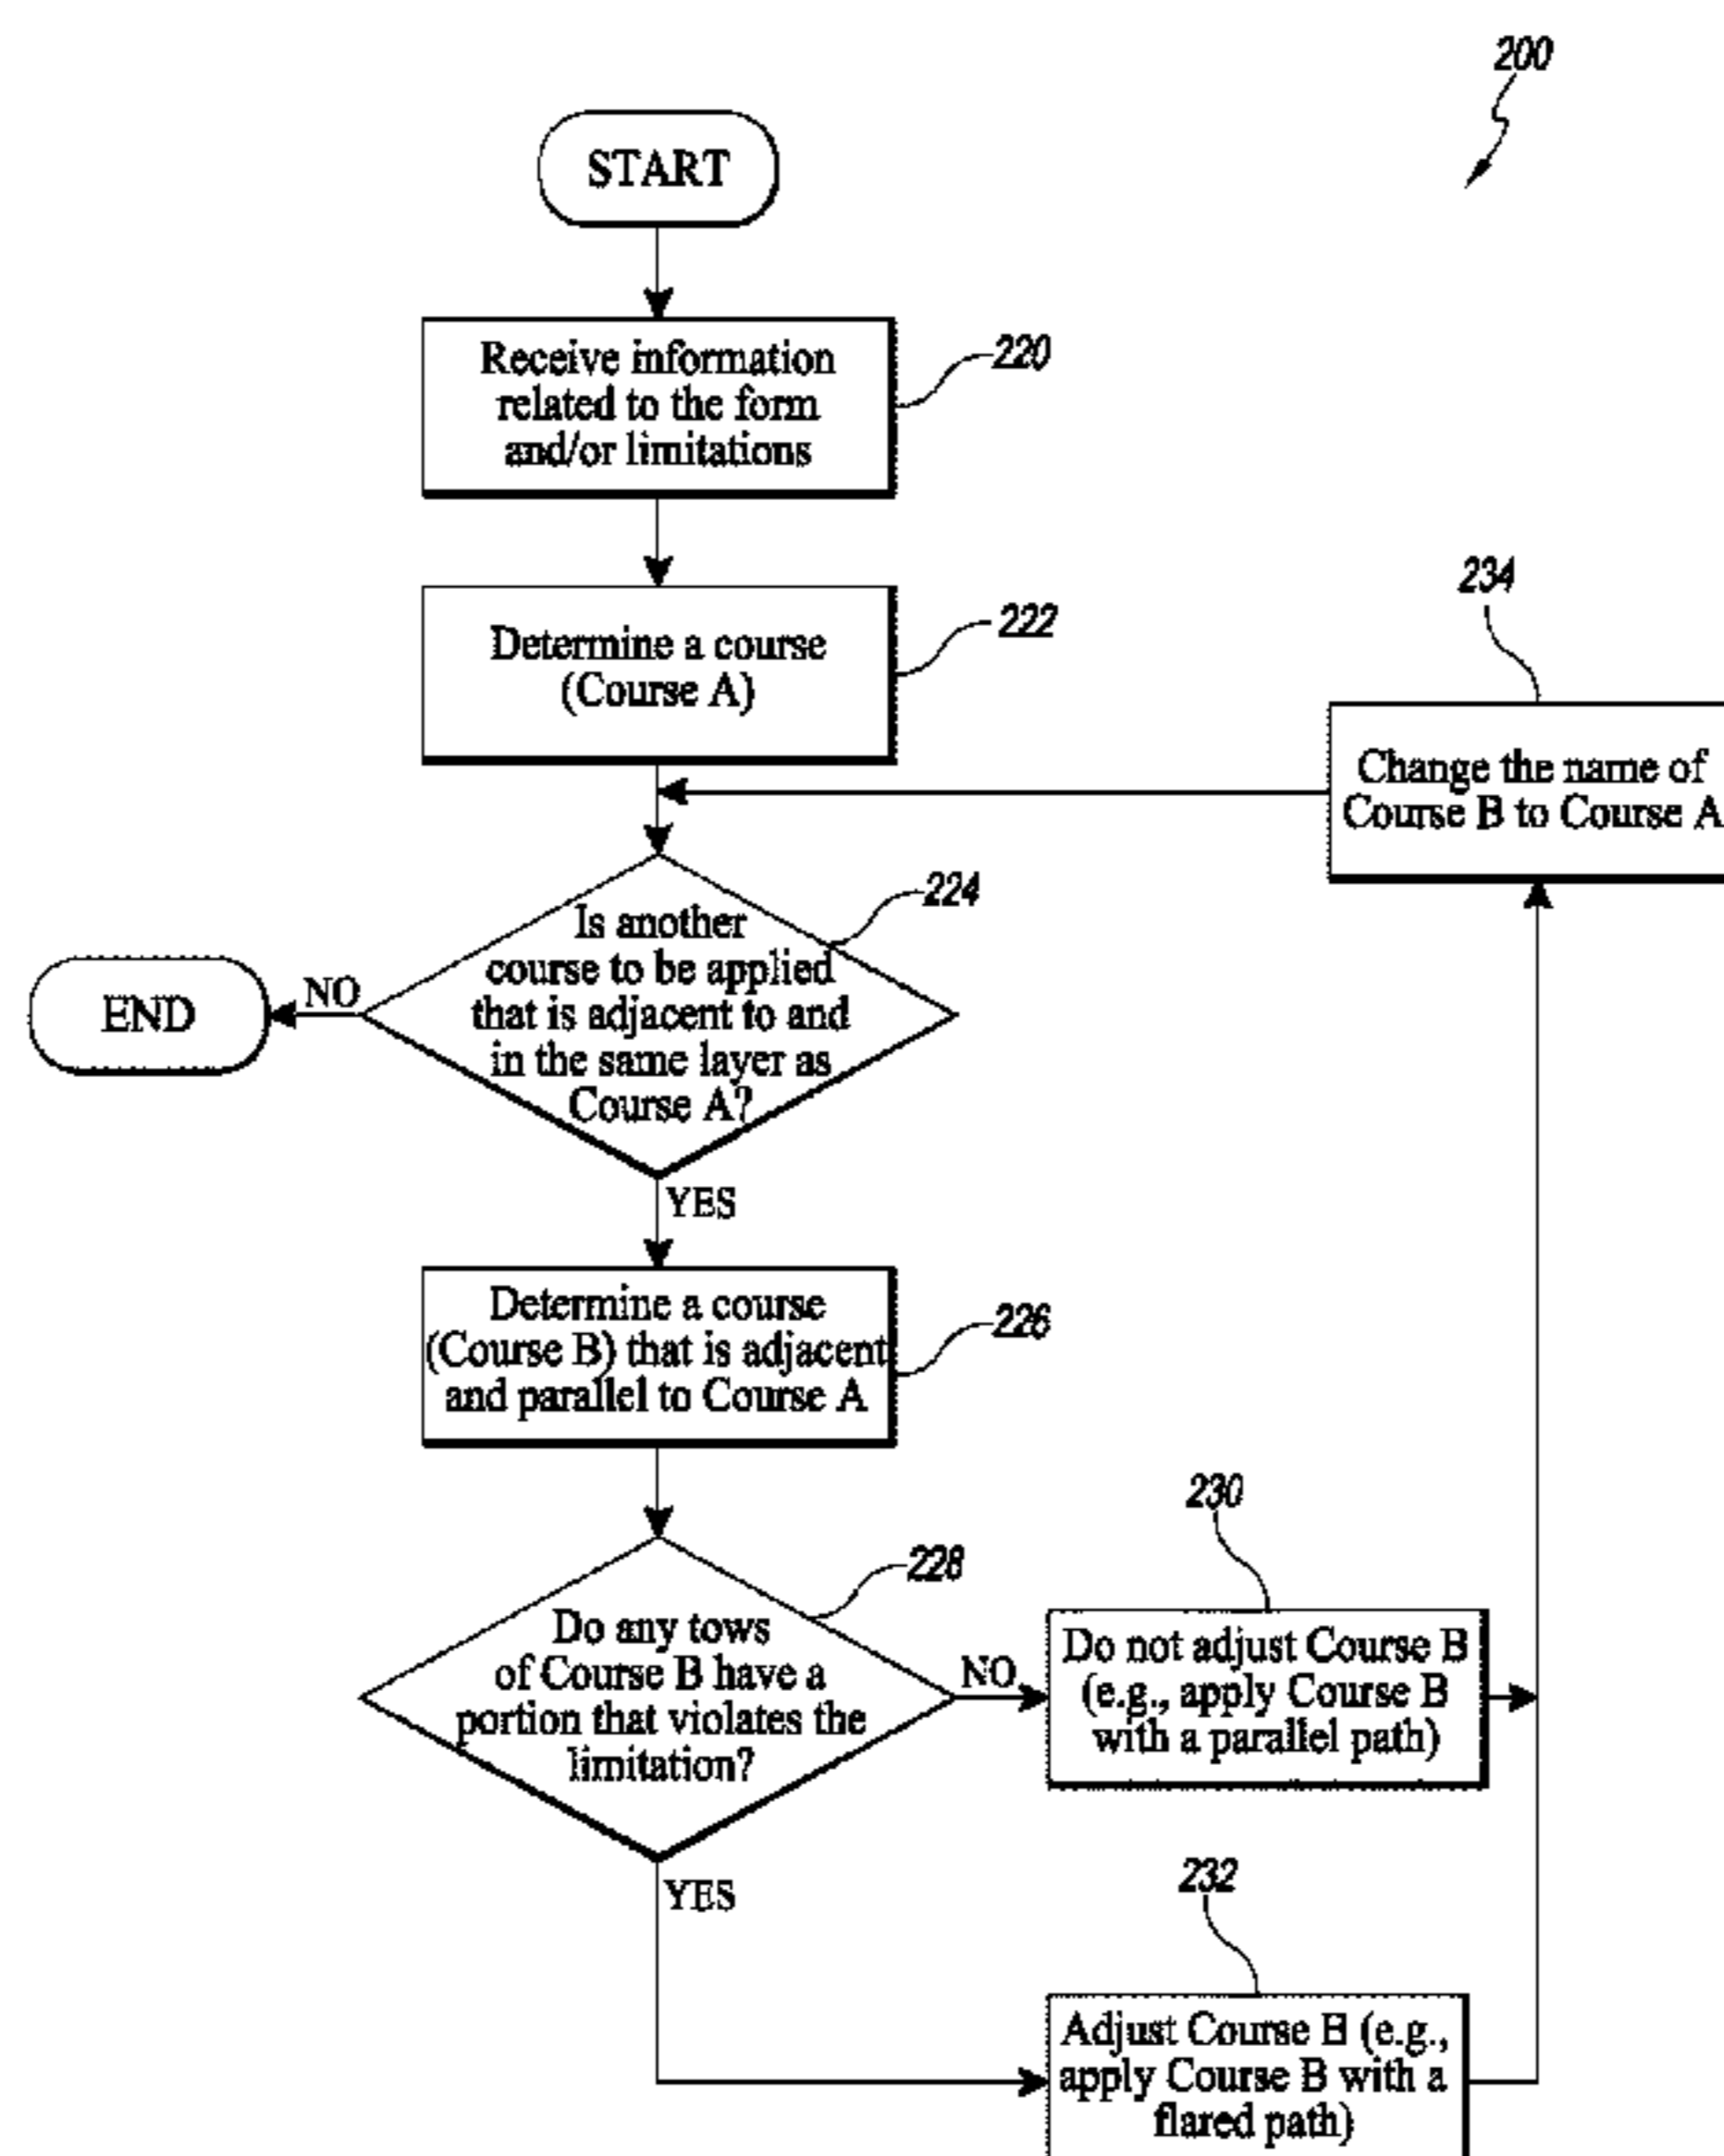 200
START
Receive information
related to the form
and/or limitations
220
Determine a course
(Course A)
222
234
Change the name of
Course B to Course A
224
Is another
course to be applied
that is adjacent to and
in the same layer as
Course A?
NO
END
YES
Determine a course
(Course B) that is adjacent
and parallel to Course A
226
228
Do any tows
of Course B have a
portion that violates the
limitation?
NO
230
Do not adjust Course B
(e.g., apply Course B
with a parallel path)
YES
232
Adjust Course B (e.g.,
apply Course B with a
flared path)